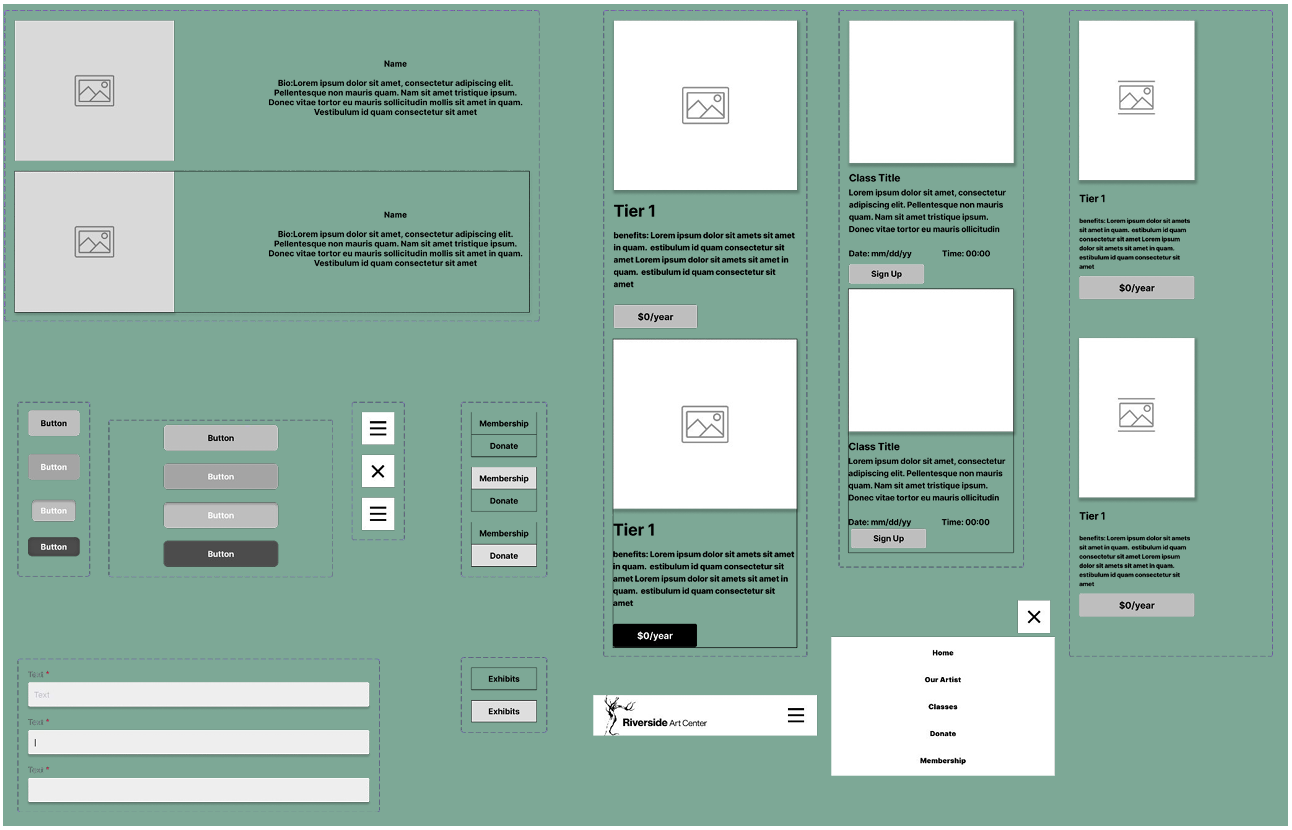 Name
Bio:Lorem ipsum dolor sit amet, consectetur adipiscing elit.
Pellentesque non mauris quam. Nam sit amet tristique ipsum.
Donec vitae tortor eu mauris sollicitudin mollis sit amet in quam.
Vestibulum id quam consectetur sit amet
Name
Bio:Lorem ipsum dolor sit amet, consectetur adipiscing elit.
Pellentesque non mauris quam. Nam sit amet tristique ipsum.
Donec vitae tortor eu mauris sollicitudin mollis sit amet in quam.
Vestibulum id quam consectetur sit amet
Button
Button
Button
Button
Button
Button
Button
Button
Membership
Donate
Membership
Donate
Membership
Donate
Text *
Text
Text *
Text *
Exhibits
Exhibits
Tier 1
benefits: Lorem ipsum dolor sit amets sit amet
in quam. estibulum id quam consectetur sit
amet Lorem ipsum dolor sit amets sit amet in
quam. estibulum id quam consectetur sit
amet
$0/year
Tier 1
benefits: Lorem ipsum dolor sit amets sit amet
in quam. estibulum id quam consectetur sit
amet Lorem ipsum dolor sit amets sit amet in
quam. estibulum id quam consectetur sit
amet
$0/year
Riverside Art Center
Class Title
Lorem ipsum dolor sit amet, consectetur
adipiscing elit. Pellentesque non mauris
quam. Nam sit amet tristique ipsum.
Donec vitae tortor eu mauris ollicitudin
Date: mm/dd/yy Time: 00:00
Sign Up
Class Title
Lorem ipsum dolor sit amet, consectetur
adipiscing elit. Pellentesque non mauris
quam. Nam sit amet tristique ipsum.
Donec vitae tortor eu mauris ollicitudin
Date: mm/dd/yy Time: 00:00
Sign Up
Home
Our Artist
Classes
Donate
Membership
Tier 1
benefits: Lorem ipsum dolor sit amets
sit amet in quam. estibulum id quam
consectetur sit amet Lorem ipsum
dolor sit amets sit amet in quam.
estibulum id quam consectetur sit
amet
$0/year
Tier 1
benefits: Lorem ipsum dolor sit amets
sit amet in quam. estibulum id quam
consectetur sit amet Lorem ipsum
dolor sit amets sit amet in quam.
estibulum id quam consectetur sit
amet
$0/year